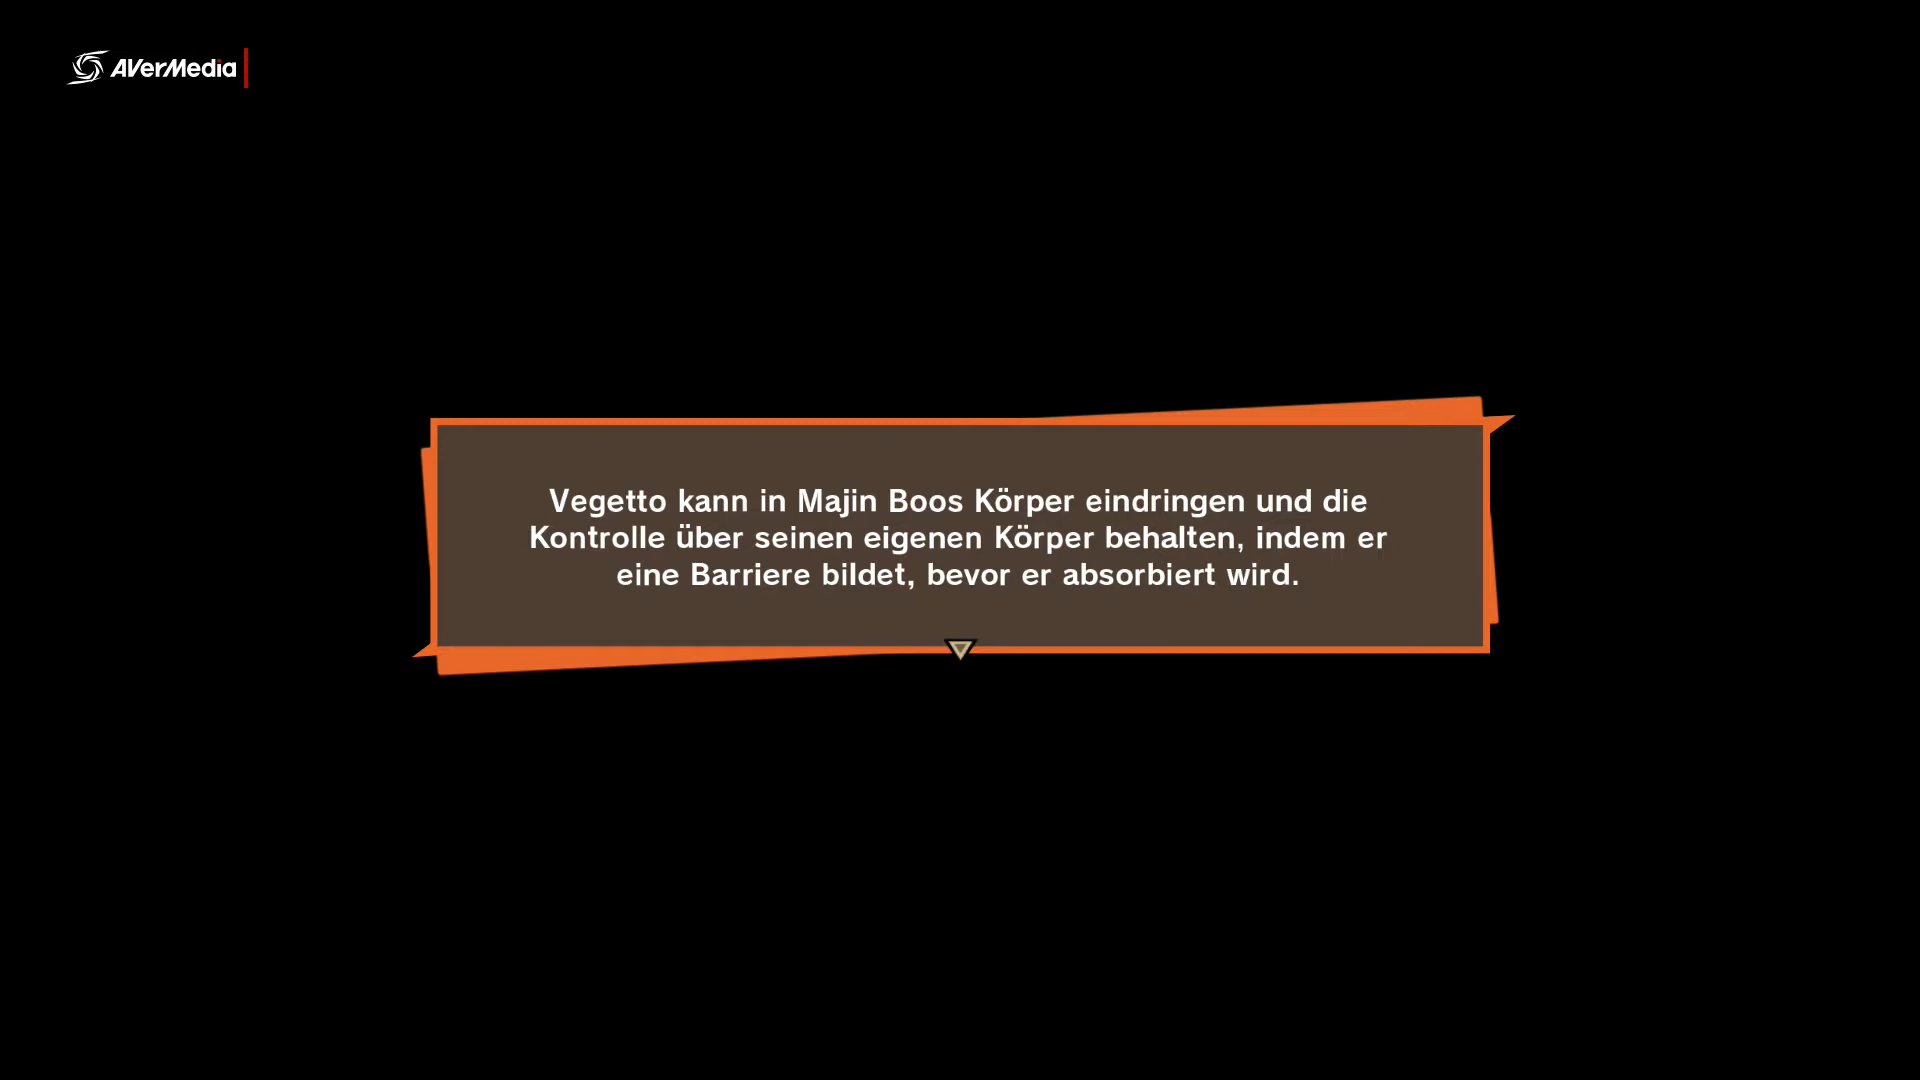 AVerMedia
Vegetto kann in Majin Boos Körper eindringen und die
Kontrolle über seinen eigenen Körper behalten, indem er
eine Barriere bildet, bevor er absorbiert wird.